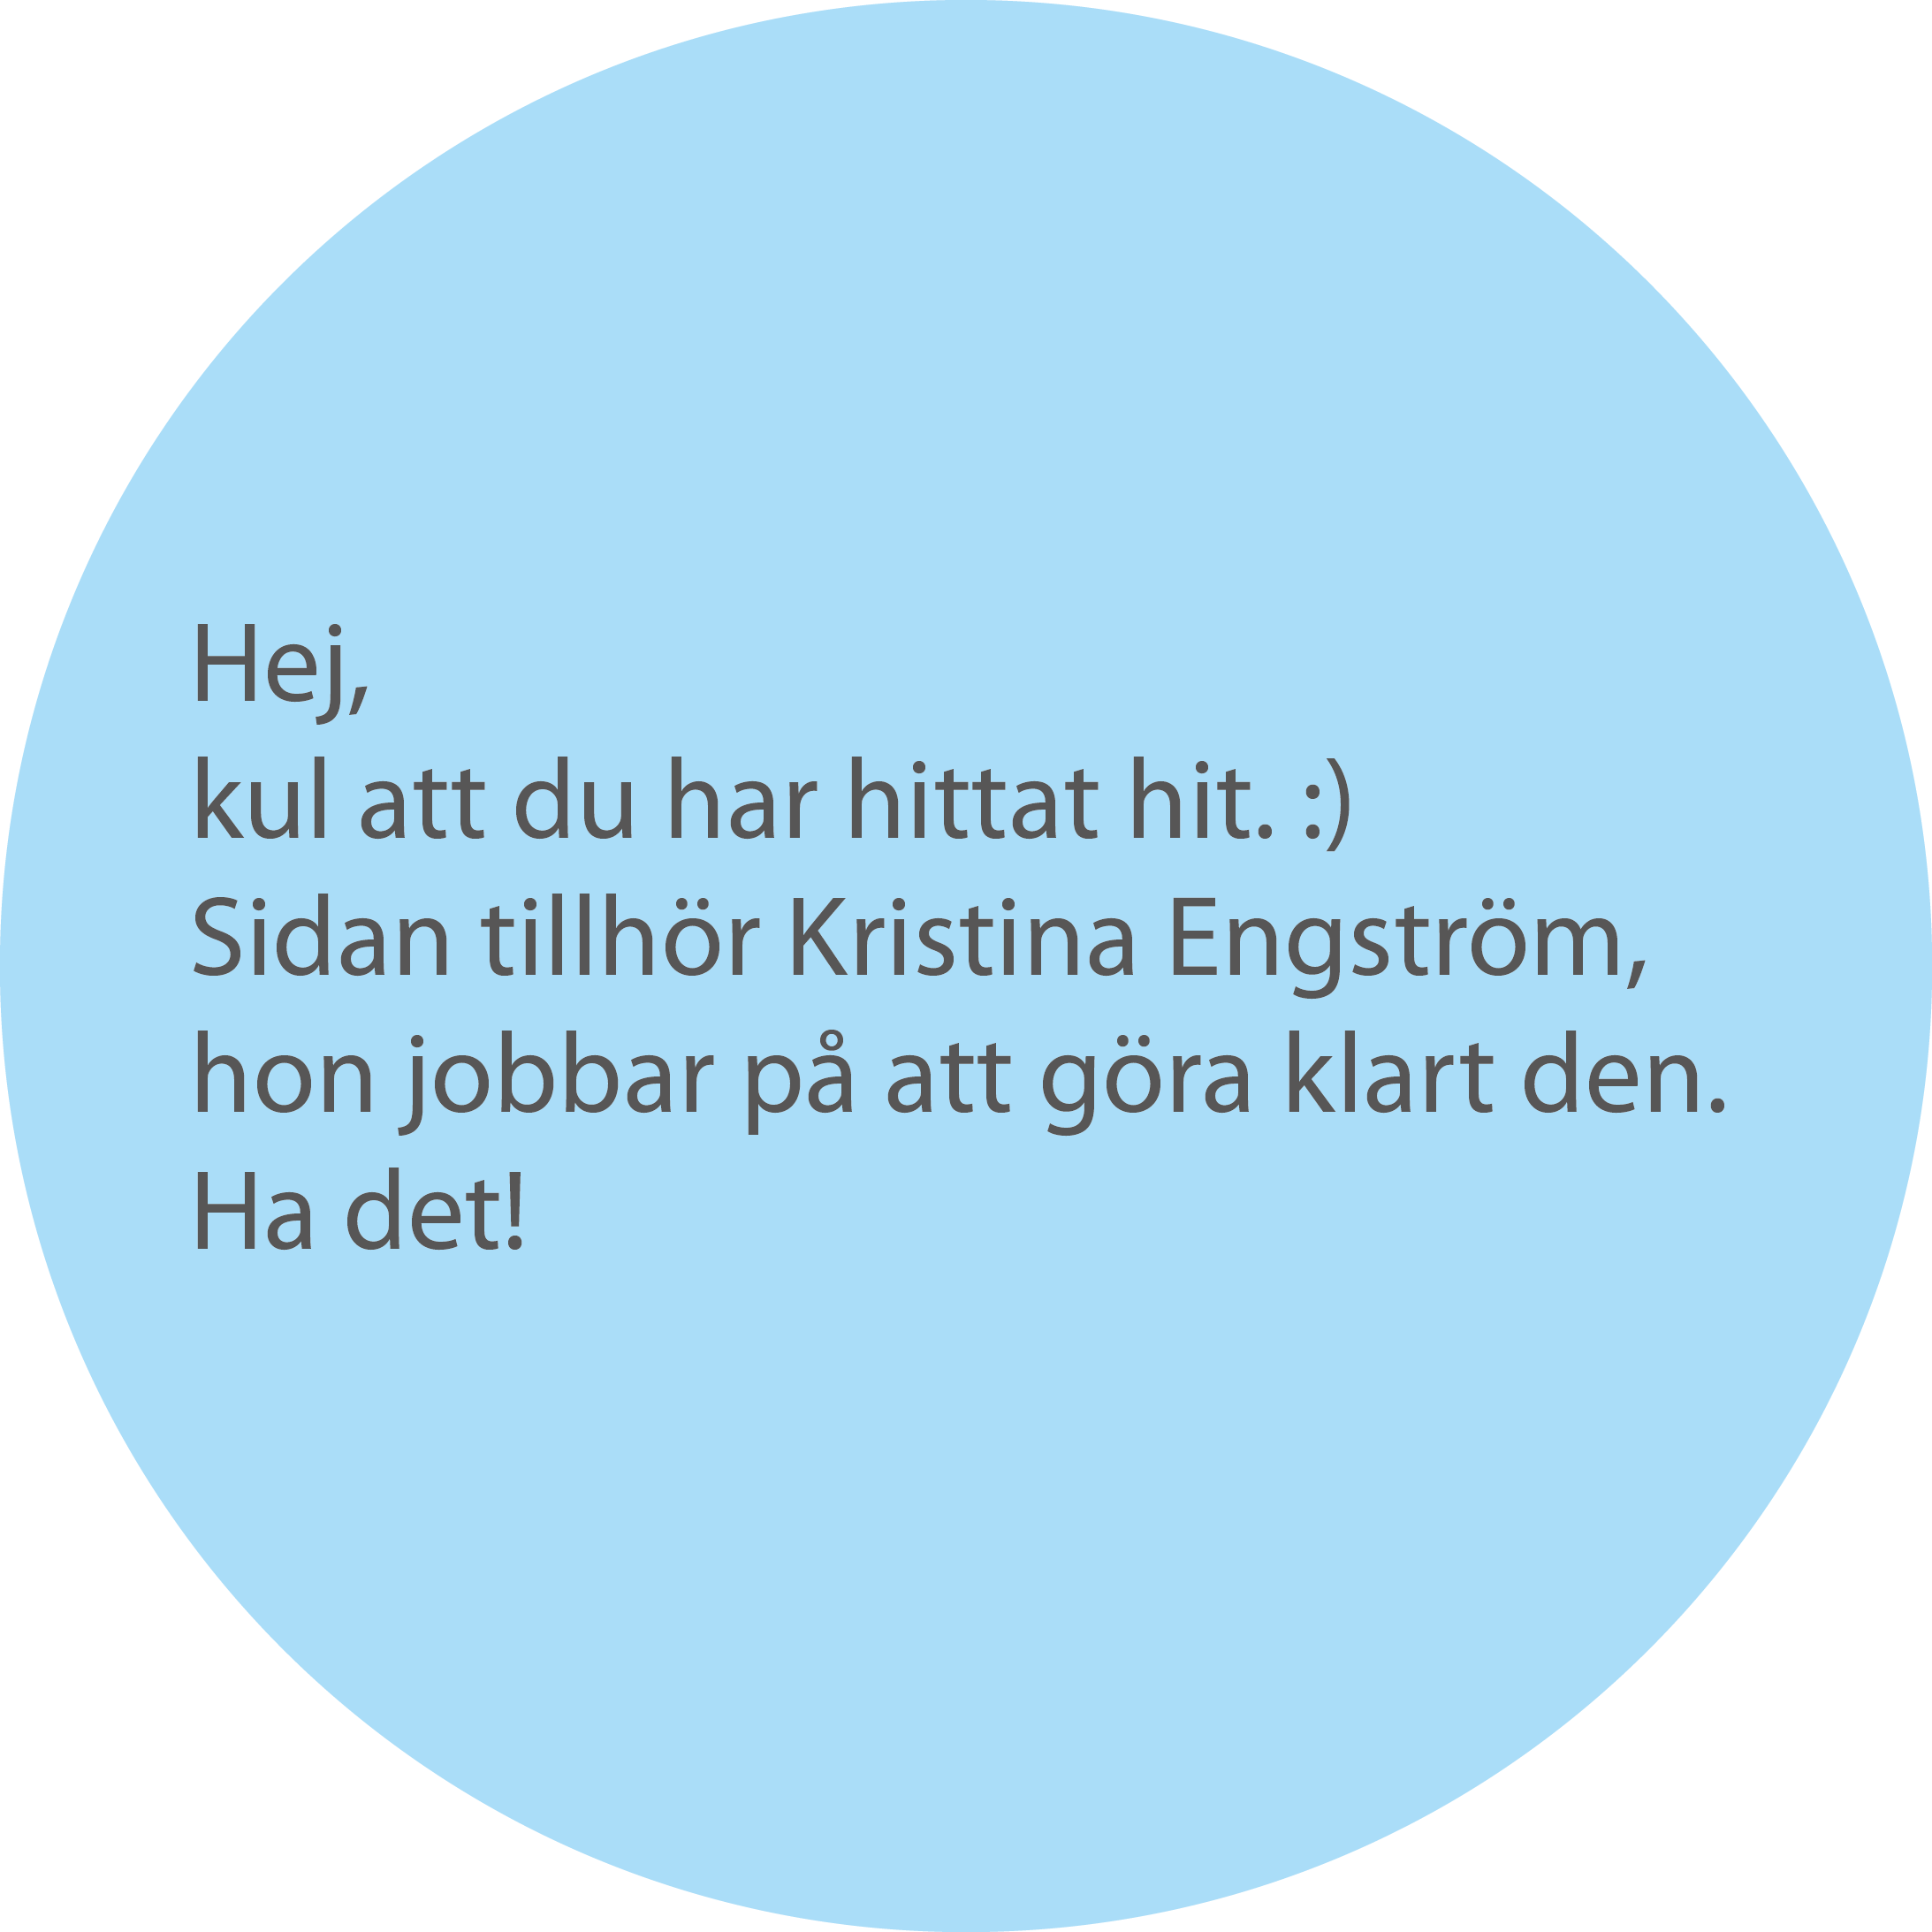 Hej,
kul att du har hittat hit. :)
Sidan tillhör Kristina Engström,
hon jobbar på att göra klart den.
Ha det!